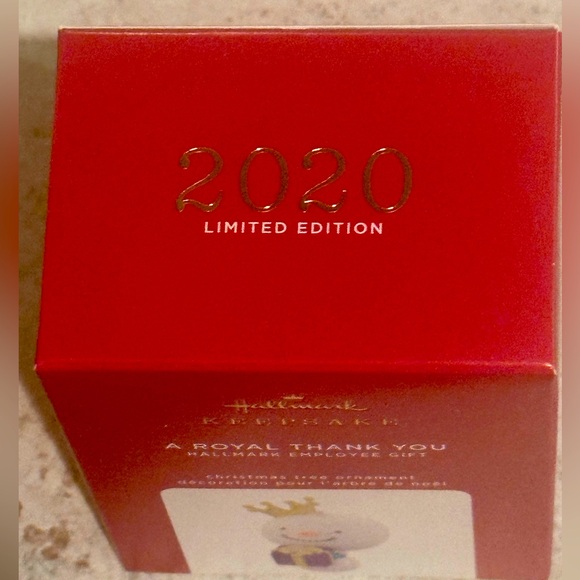 2020
LIMITED EDITION
Hallmark
KEEPSAKE
A ROYAL THANK YOU
HALLMARK EMPLOYEE GIFT
christmas tree ornament
décoration pour l'arbre de noël